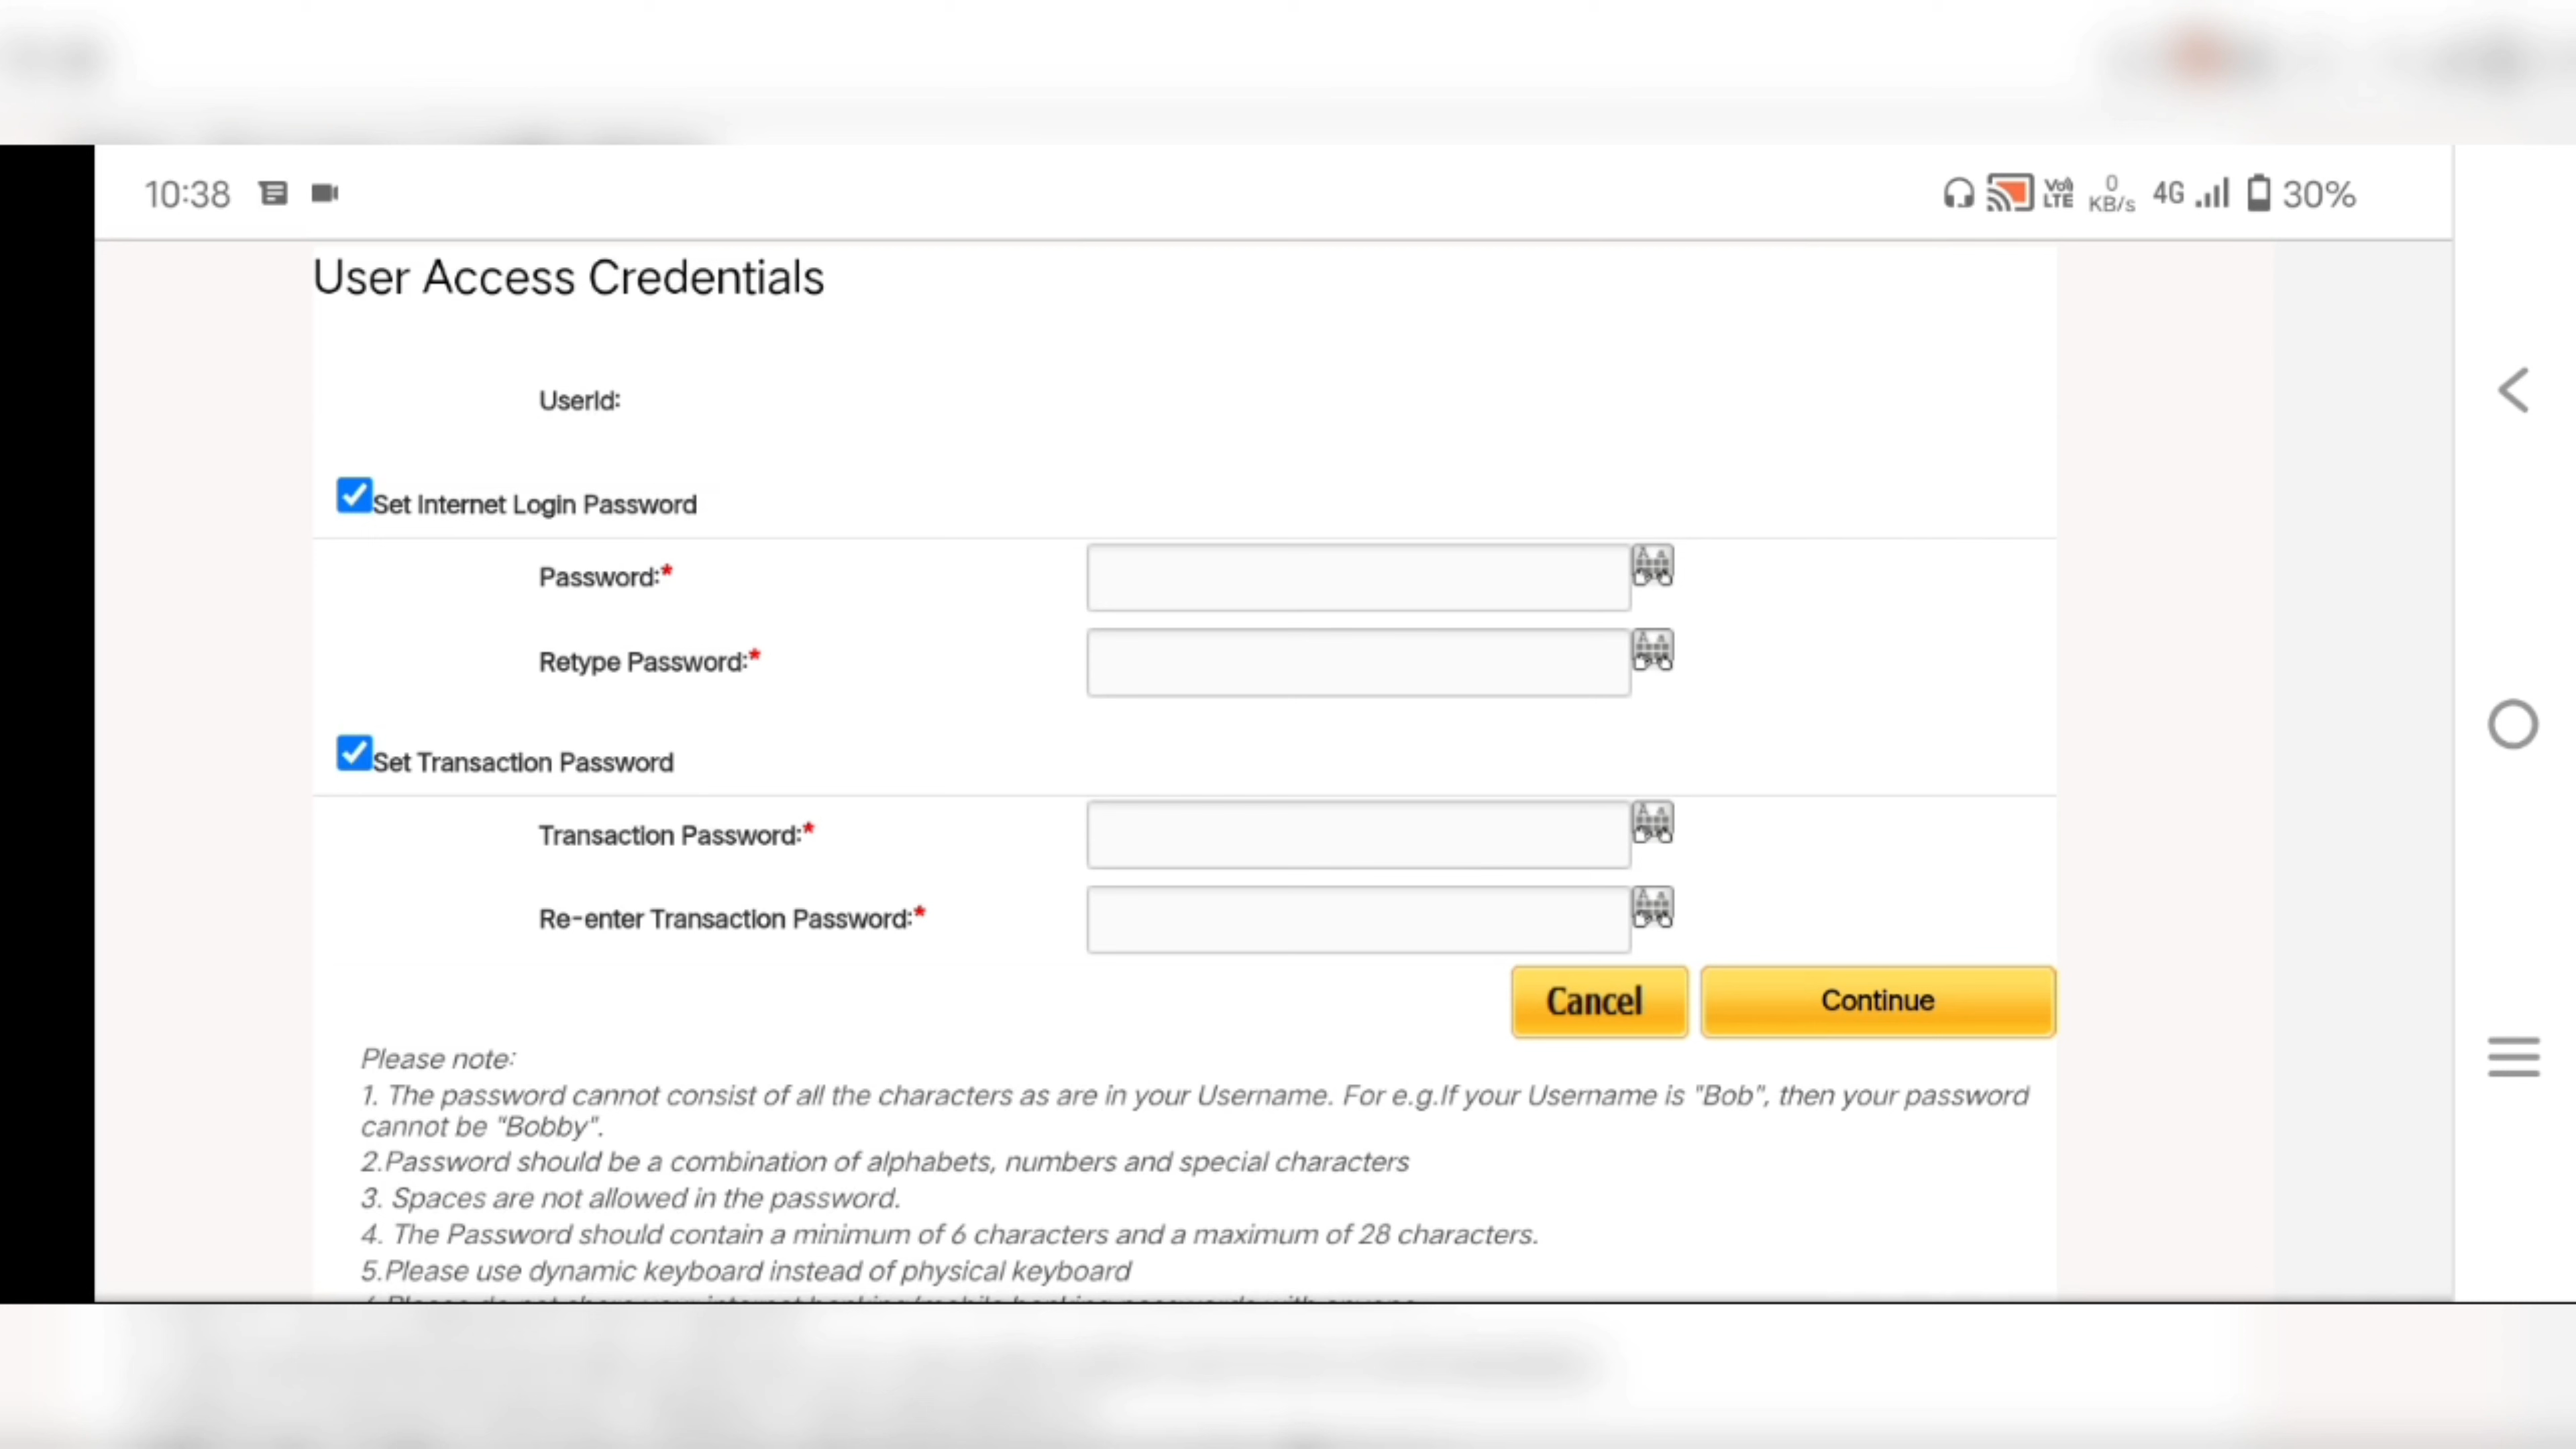 10:38
Vo) LTE 0 KB/s 4G 30%
User Access Credentials
UserId:
Set Internet Login Password
Password:*
Retype Password:*
Set Transaction Password
Transaction Password:*
Re-enter Transaction Password:*
Cancel Continue
Please note:
1. The password cannot consist of all the characters as are in your Username. For e.g.If your Username is "Bob", then your password
cannot be "Bobby".
2.Password should be a combination of alphabets, numbers and special characters
3. Spaces are not allowed in the password.
4. The Password should contain a minimum of 6 characters and a maximum of 28 characters.
5.Please use dynamic keyboard instead of physical keyboard